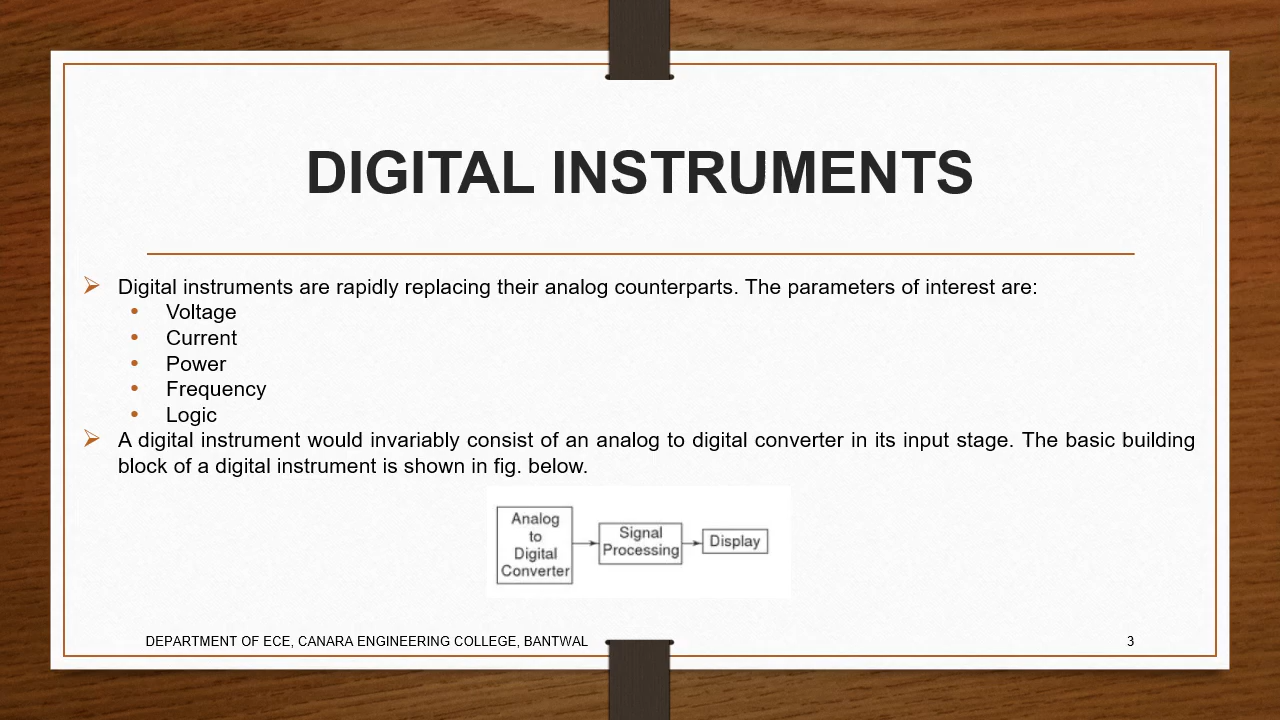 DIGITAL INSTRUMENTS
➢ Digital instruments are rapidly replacing their analog counterparts. The parameters of interest are:
• Voltage
• Current
• Power
• Frequency
• Logic
➢ A digital instrument would invariably consist of an analog to digital converter in its input stage. The basic building
block of a digital instrument is shown in fig. below.
Analog
to
Digital
Converter
Signal
Processing
Display
DEPARTMENT OF ECE, CANARA ENGINEERING COLLEGE, BANTWAL
3